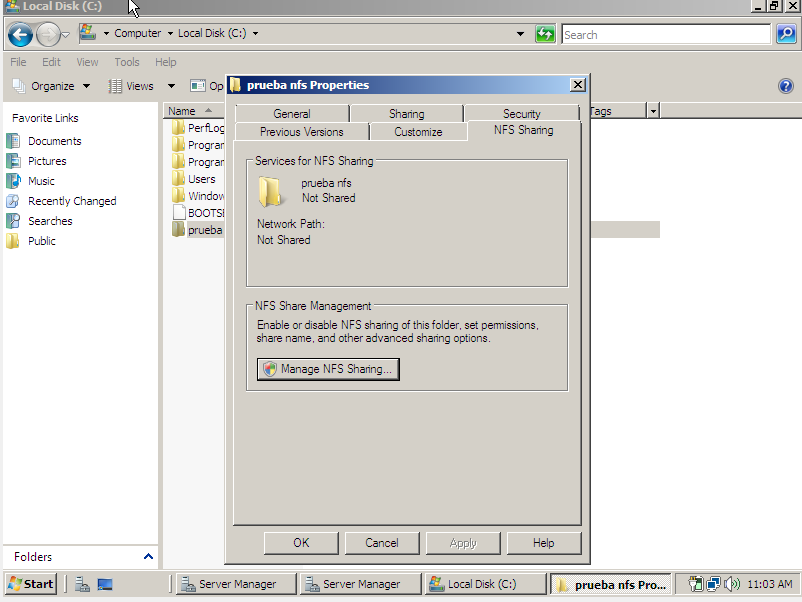 Local Disk (C:)
Computer Local Disk (C:)
Search
File Edit View Tools Help
Organize Views Op
Favorite Links
Documents
Pictures
Music
Recently Changed
Searches
Public
Folders
Name
Tags
PerfLog
Program
Program
Users
Window
BOOTS
prueba
prueba nfs Properties
General Sharing Security
Previous Versions Customize NFS Sharing
Services for NFS Sharing
prueba nfs
Not Shared
Network Path:
Not Shared
NFS Share Management
Enable or disable NFS sharing of this folder, set permissions,
share name, and other advanced sharing options.
Manage NFS Sharing...
OK Cancel Apply Help
Start Server Manager Server Manager Local Disk (C:) prueba nfs Pro... 11:03 AM